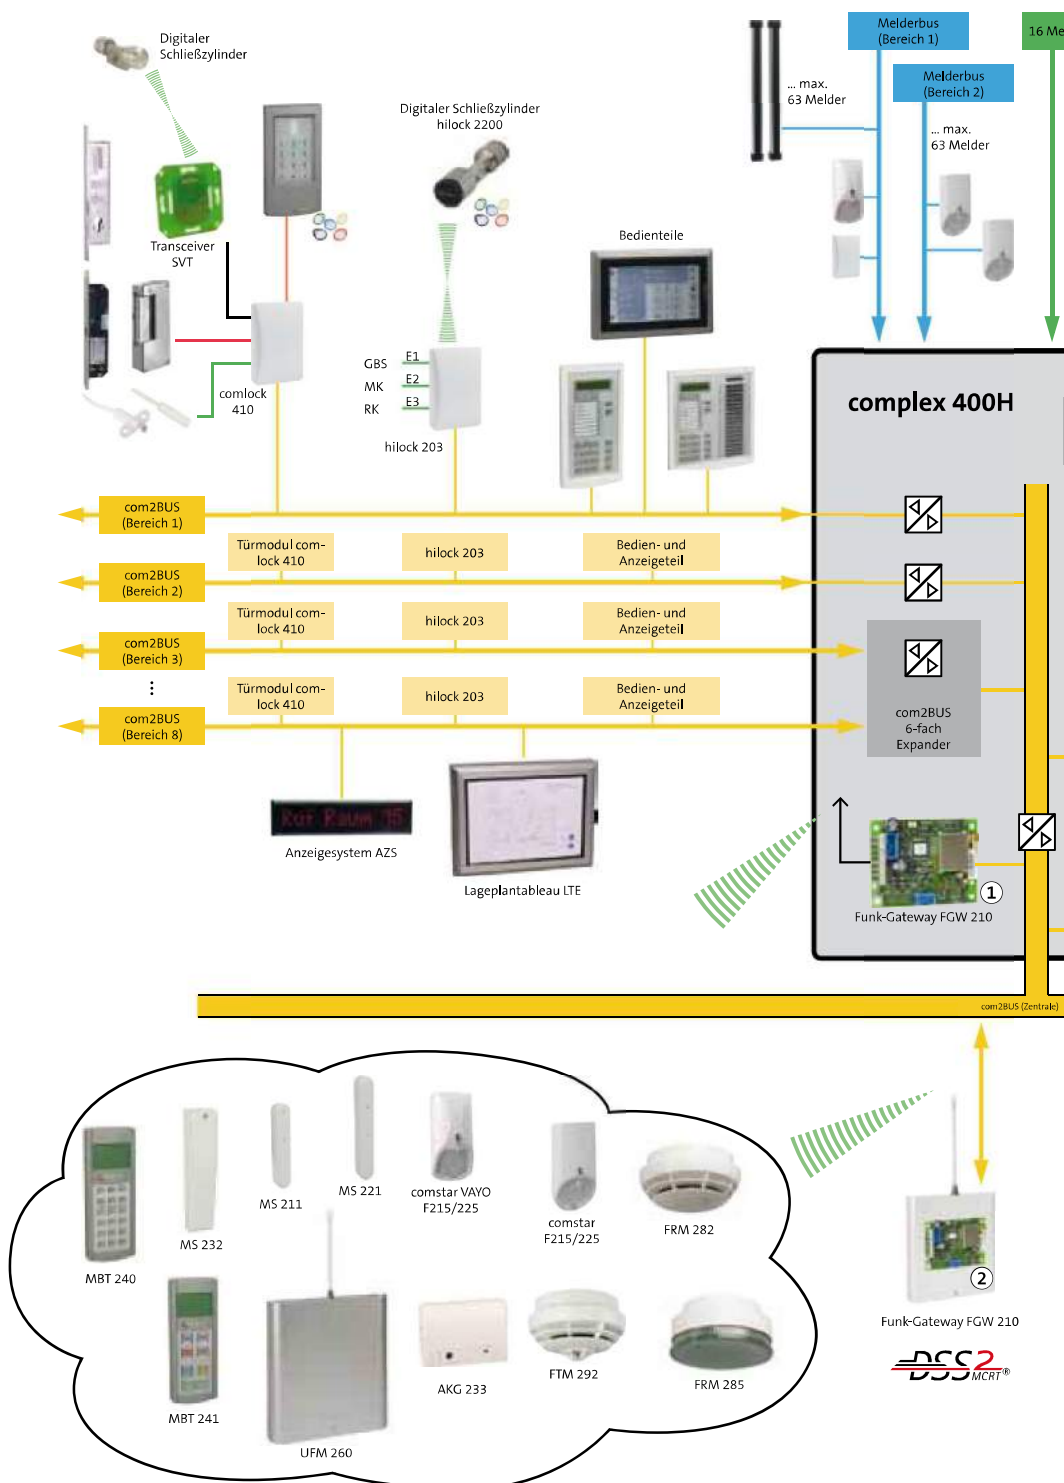 Digitaler
Schließzylinder
Melderbus
(Bereich 1)
16 Me
Melderbus
(Bereich 2)
... max.
63 Melder
... max.
63 Melder
Digitaler Schließzylinder
hilock 2200
Transceiver
SVT
Bedienteile
comlock
410
GBS
E1
MK
E2
RK
E3
hilock 203
complex 400H
com2BUS
(Bereich 1)
Türmodul com-
lock 410
hilock 203
Bedien- und
Anzeigeteil
com2BUS
(Bereich 2)
Türmodul com-
lock 410
hilock 203
Bedien- und
Anzeigeteil
com2BUS
(Bereich 3)
Türmodul com-
lock 410
hilock 203
Bedien- und
Anzeigeteil
com2BUS
(Bereich 8)
com2BUS
6-fach
Expander
Ruf Raum 15
Anzeigesystem AZS
Lageplantableau LTE
1
Funk-Gateway FGW 210
com2BUS (Zentrale)
MBT 240
MS 232
MS 211
MS 221
comstar VAYO
F215/225
comstar
F215/225
FRM 282
MBT 241
UFM 260
AKG 233
FTM 292
FRM 285
2
Funk-Gateway FGW 210
DSS2
MCRT®